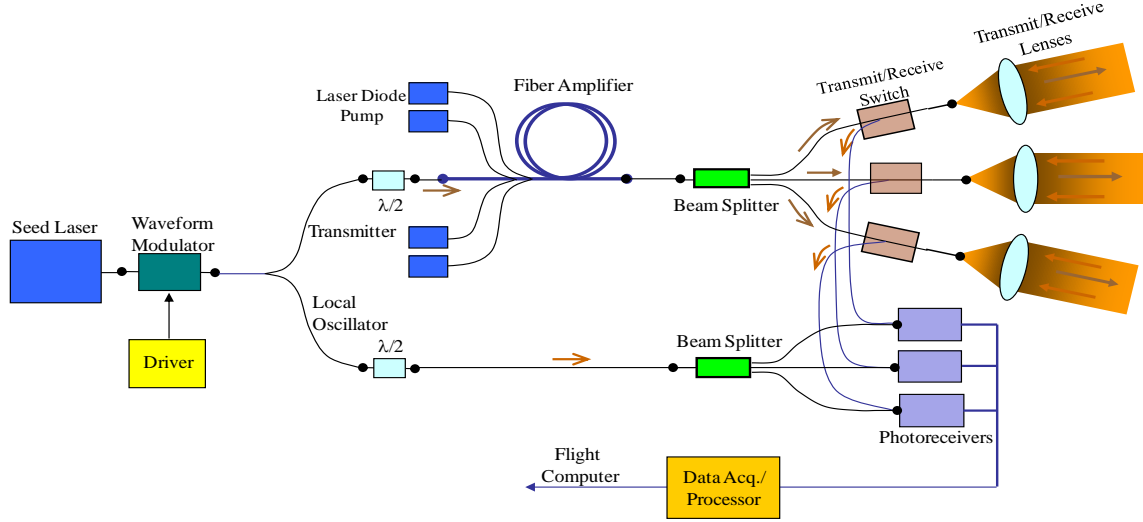 Transmit/Receive
Lenses
Transmit/Receive
Switch
Fiber Amplifier
Laser Diode
Pump
λ/2
Beam Splitter
Transmitter
Seed Laser
Waveform
Modulator
Local
Oscillator
λ/2
Beam Splitter
Driver
Photoreceivers
Flight
Computer
Data Acq./
Processor